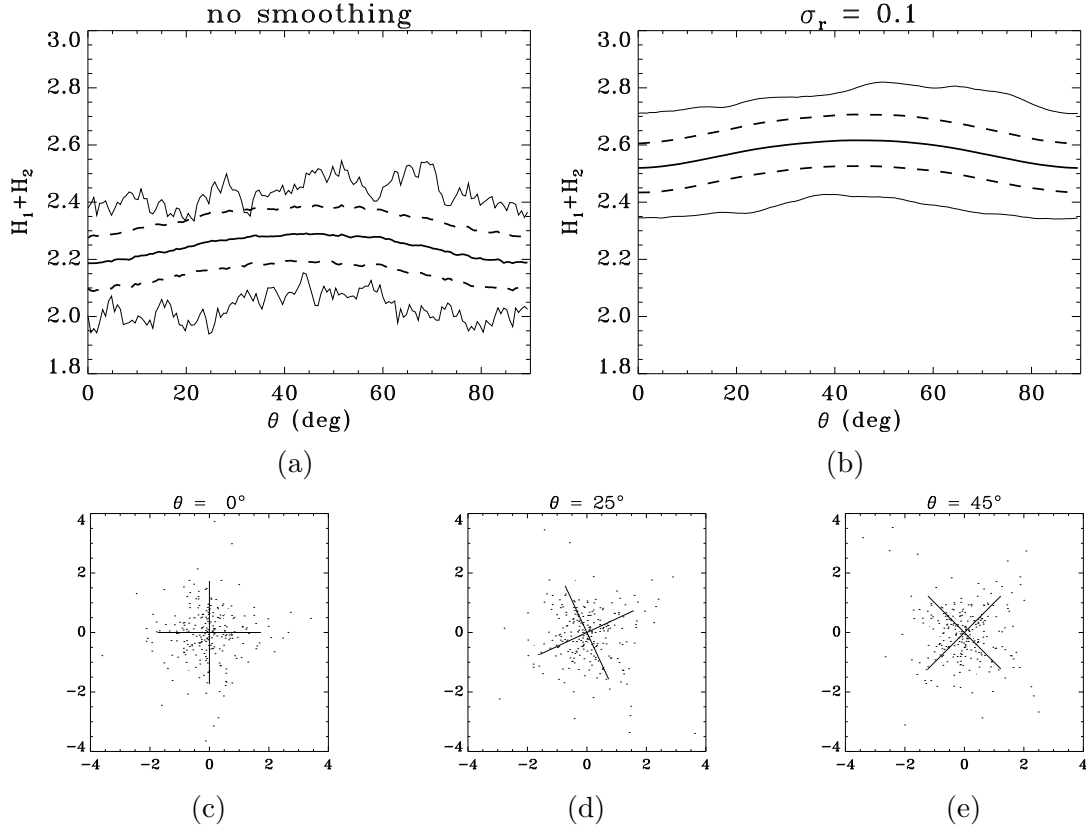 no smoothing
σr = 0.1
3.0
2.8
2.6
2.4
2.2
2.0
1.8
H1+H2
0 20 40 60 80
θ (deg)
3.0
2.8
2.6
2.4
2.2
2.0
1.8
H1+H2
0 20 40 60 80
θ (deg)
(a)
(b)
θ = 0°
4
2
0
−2
−4
−4 −2 0 2 4
(c)
θ = 25°
4
2
0
−2
−4
−4 −2 0 2 4
(d)
θ = 45°
4
2
0
−2
−4
−4 −2 0 2 4
(e)